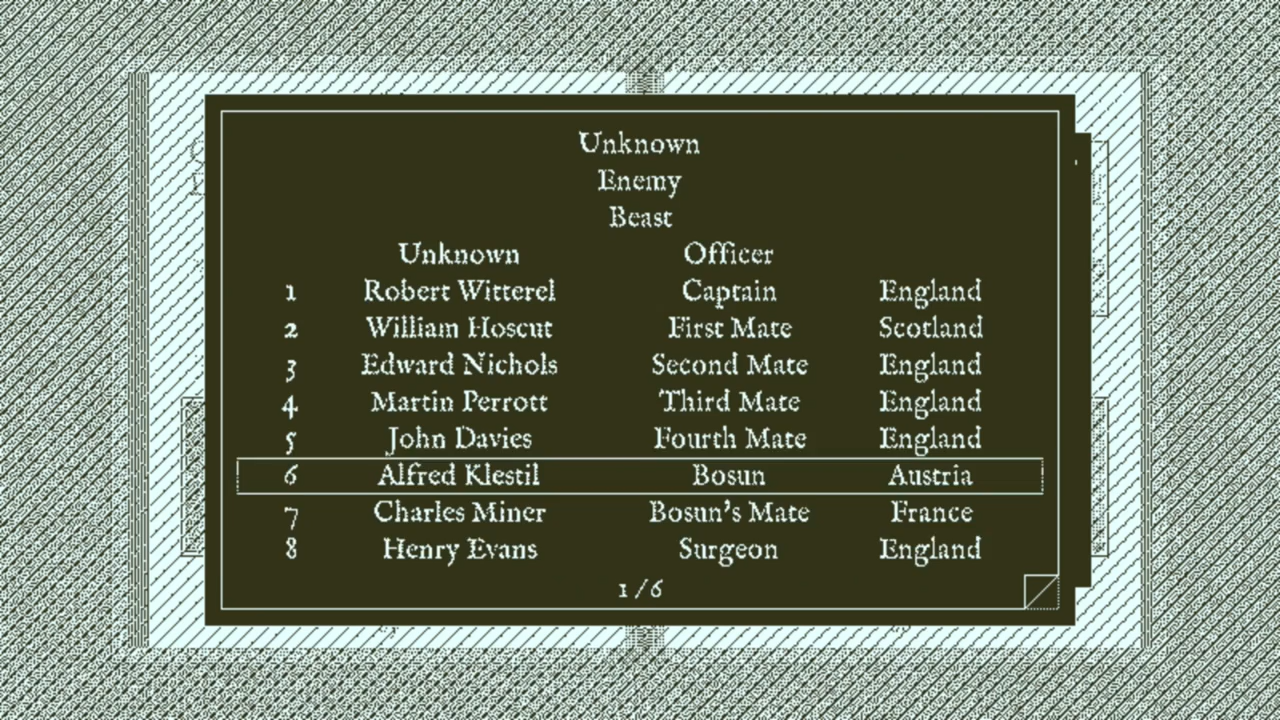 Unknown
Enemy
Beast
Unknown Officer
1 Robert Witterel Captain England
2 William Hoscut First Mate Scotland
3 Edward Nichols Second Mate England
4 Martin Perrott Third Mate England
5 John Davies Fourth Mate England
6 Alfred Klestil Bosun Austria
7 Charles Miner Bosun's Mate France
8 Henry Evans Surgeon England
1/6